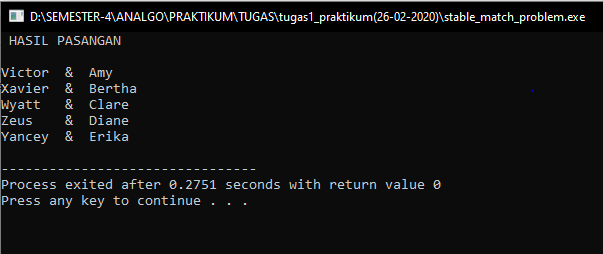 D:\SEMESTER-4\ANALGO\PRAKTIKUM\TUGAS\tugas1_praktikum(26-02-2020)\stable_match_problem.exe
HASIL PASANGAN
Victor & Amy
Xavier & Bertha
Wyatt & Clare
Zeus & Diane
Yancey & Erika
--------------------------------
Process exited after 0.2751 seconds with return value 0
Press any key to continue . . .